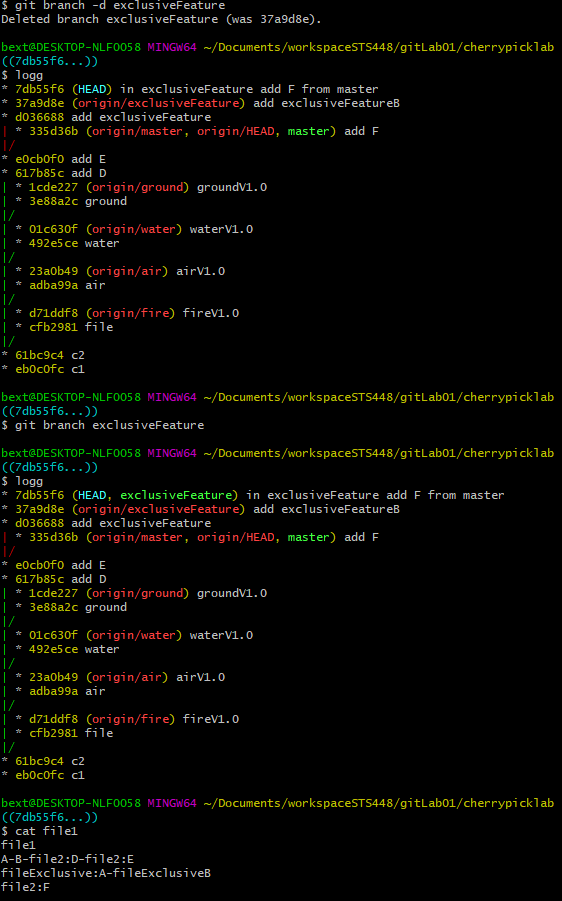 $ git branch -d exclusiveFeature
Deleted branch exclusiveFeature (was 37a9d8e).
bext@DESKTOP-NLFOO58 MINGW64 ~/Documents/workspaceSTS448/gitLab01/cherrypicklab
((7db55f6...))
$ logg
* 7db55f6 (HEAD) in exclusiveFeature add F from master
* 37a9d8e (origin/exclusiveFeature) add exclusiveFeatureB
* d036688 add exclusiveFeature
| * 335d36b (origin/master, origin/HEAD, master) add F
|/
* e0cb0f0 add E
* 617b85c add D
| * 1cde227 (origin/ground) groundV1.0
| * 3e88a2c ground
|/
| * 01c630f (origin/water) waterV1.0
| * 492e5ce water
|/
| * 23a0b49 (origin/air) airV1.0
| * adba99a air
|/
| * d71ddf8 (origin/fire) fireV1.0
| * cfb2981 file
|/
* 61bc9c4 c2
* eb0c0fc c1
bext@DESKTOP-NLFOO58 MINGW64 ~/Documents/workspaceSTS448/gitLab01/cherrypicklab
((7db55f6...))
$ git branch exclusiveFeature
bext@DESKTOP-NLFOO58 MINGW64 ~/Documents/workspaceSTS448/gitLab01/cherrypicklab
((7db55f6...))
$ logg
* 7db55f6 (HEAD, exclusiveFeature) in exclusiveFeature add F from master
* 37a9d8e (origin/exclusiveFeature) add exclusiveFeatureB
* d036688 add exclusiveFeature
| * 335d36b (origin/master, origin/HEAD, master) add F
|/
* e0cb0f0 add E
* 617b85c add D
| * 1cde227 (origin/ground) groundV1.0
| * 3e88a2c ground
|/
| * 01c630f (origin/water) waterV1.0
| * 492e5ce water
|/
| * 23a0b49 (origin/air) airV1.0
| * adba99a air
|/
| * d71ddf8 (origin/fire) fireV1.0
| * cfb2981 file
|/
* 61bc9c4 c2
* eb0c0fc c1
bext@DESKTOP-NLFOO58 MINGW64 ~/Documents/workspaceSTS448/gitLab01/cherrypicklab
((7db55f6...))
$ cat file1
file1
A-B-file2:D-file2:E
fileExclusive:A-fileExclusiveB
file2:F